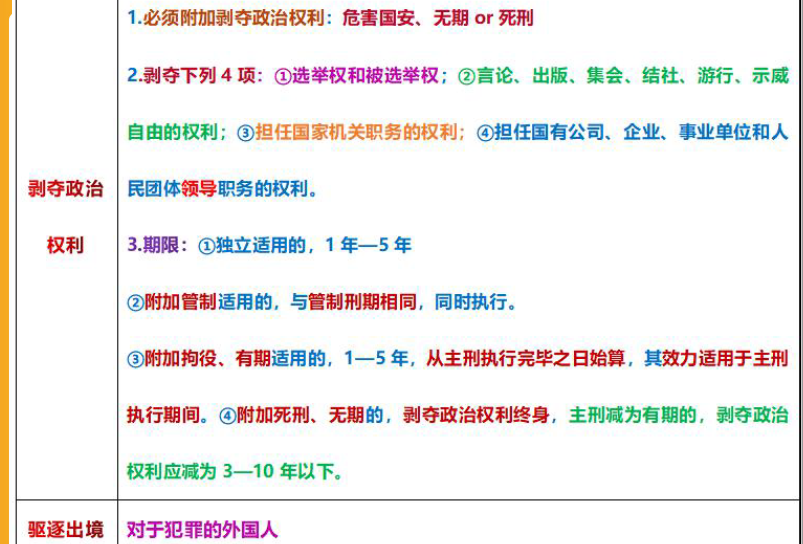 剥夺政治
权利
1.必须附加剥夺政治权利：危害国安、无期 or 死刑
2.剥夺下列 4 项：①选举权和被选举权；②言论、出版、集会、结社、游行、示威
自由的权利；③担任国家机关职务的权利；④担任国有公司、企业、事业单位和人
民团体领导职务的权利。
3.期限：①独立适用的，1 年—5 年
②附加管制适用的，与管制刑期相同，同时执行。
③附加拘役、有期适用的，1—5 年，从主刑执行完毕之日始算，其效力适用于主刑
执行期间。④附加死刑、无期的，剥夺政治权利终身，主刑减为有期的，剥夺政治
权利应减为 3—10 年以下。
驱逐出境
对于犯罪的外国人